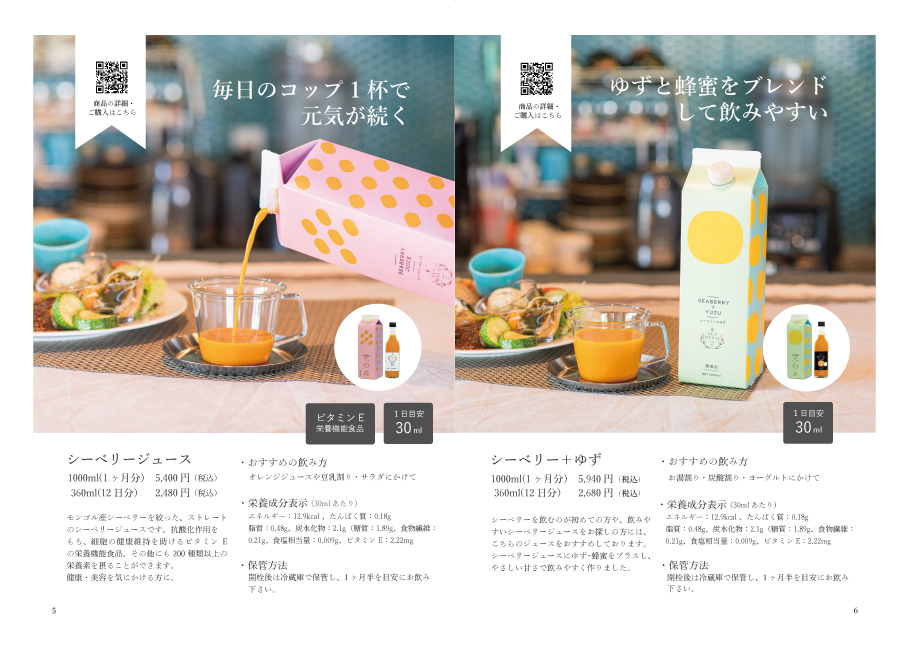 商品の詳細・
ご購入はこちら
毎日のコップ1杯で
元気が続く
SEABERRY
JUICE
ビタミンE
栄養機能食品
1日目安
30 ml
シーベリージュース
1000ml(1ヶ月分) 5,400円（税込）
360ml(12日分) 2,480円（税込）
モンゴル産シーベリーを絞った、ストレート
のシーベリージュースです。抗酸化作用を
もち、細胞の健康維持を助けるビタミンE
の栄養機能食品。その他にも200種類以上の
栄養素を摂ることができます。
健康・美容を気にかける方に。
・おすすめの飲み方
オレンジジュースや豆乳割り・サラダにかけて
・栄養成分表示（30mlあたり）
エネルギー：12.9kcal 、たんぱく質：0.18g
脂質：0.48g、炭水化物：2.1g（糖質：1.89g、食物繊維：
0.21g、食塩相当量：0.009g、ビタミンE：2.22mg
・保管方法
開栓後は冷蔵庫で保管し、1ヶ月半を目安にお飲み
下さい。
5
商品の詳細・
ご購入はこちら
ゆずと蜂蜜をブレンド
して飲みやすい
SEABERRY
+
YUZU
1日目安
30 ml
シーベリー＋ゆず
1000ml(1ヶ月分) 5,940円（税込）
360ml(12日分) 2,680円（税込）
シーベリーを飲むのが初めての方や、飲みや
すいシーベリージュースをお探しの方には、
こちらのジュースをおすすめしております。
シーベリージュースにゆず·蜂蜜をプラスし、
やさしい甘さで飲みやすく作りました。
・おすすめの飲み方
お湯割り・炭酸割り・ヨーグルトにかけて
・栄養成分表示（30mlあたり）
エネルギー：12.9kcal 、たんぱく質：0.18g
脂質：0.48g、炭水化物：2.1g（糖質：1.89g、食物繊維：
0.21g、食塩相当量：0.009g、ビタミンE：2.22mg
・保管方法
開栓後は冷蔵庫で保管し、1ヶ月半を目安にお飲み
下さい。
6